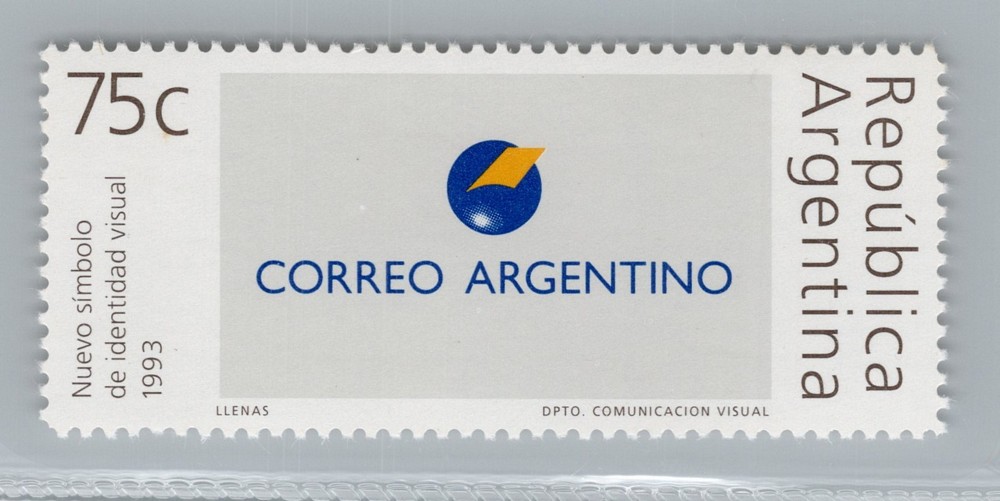 75c
Nuevo símbolo
de identidad visual
1993
CORREO ARGENTINO
LLENAS
DPTO. COMUNICACION VISUAL
República
Argentina